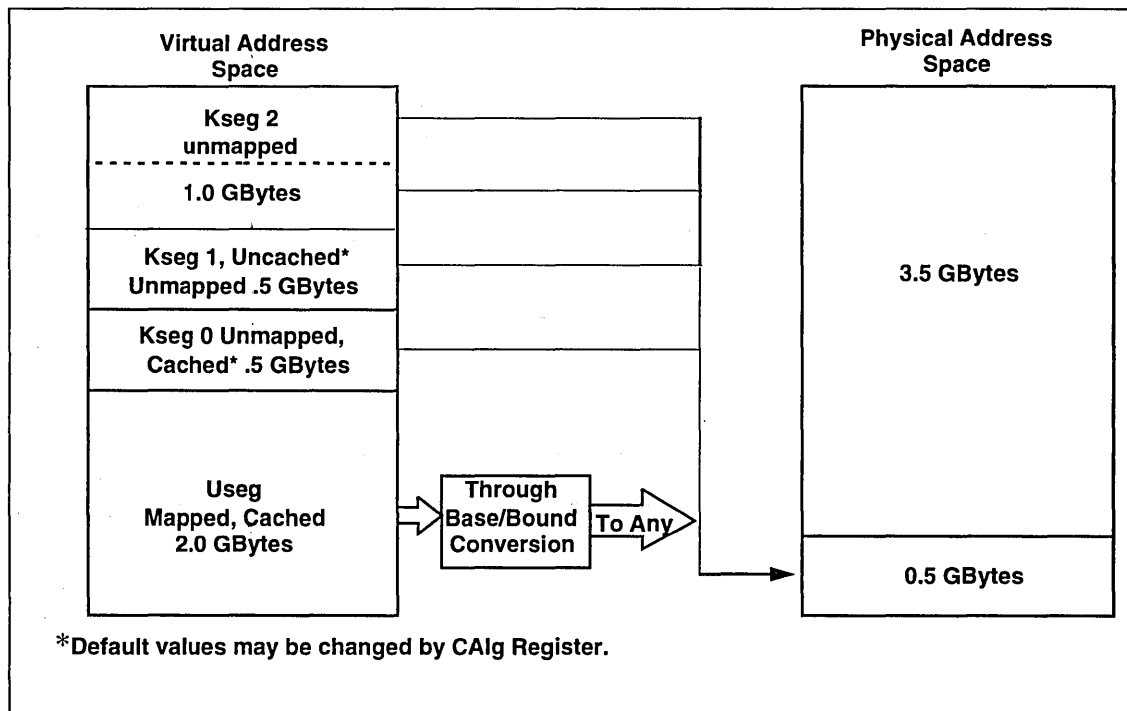 Virtual Address
Space
Kseg 2
unmapped
1.0 GBytes
Kseg 1, Uncached*
Unmapped .5 GBytes
Kseg 0 Unmapped,
Cached* .5 GBytes
Useg
Mapped, Cached
2.0 GBytes
Through
Base/Bound
Conversion
To Any
Physical Address
Space
3.5 GBytes
0.5 GBytes
*Default values may be changed by CAlg Register.